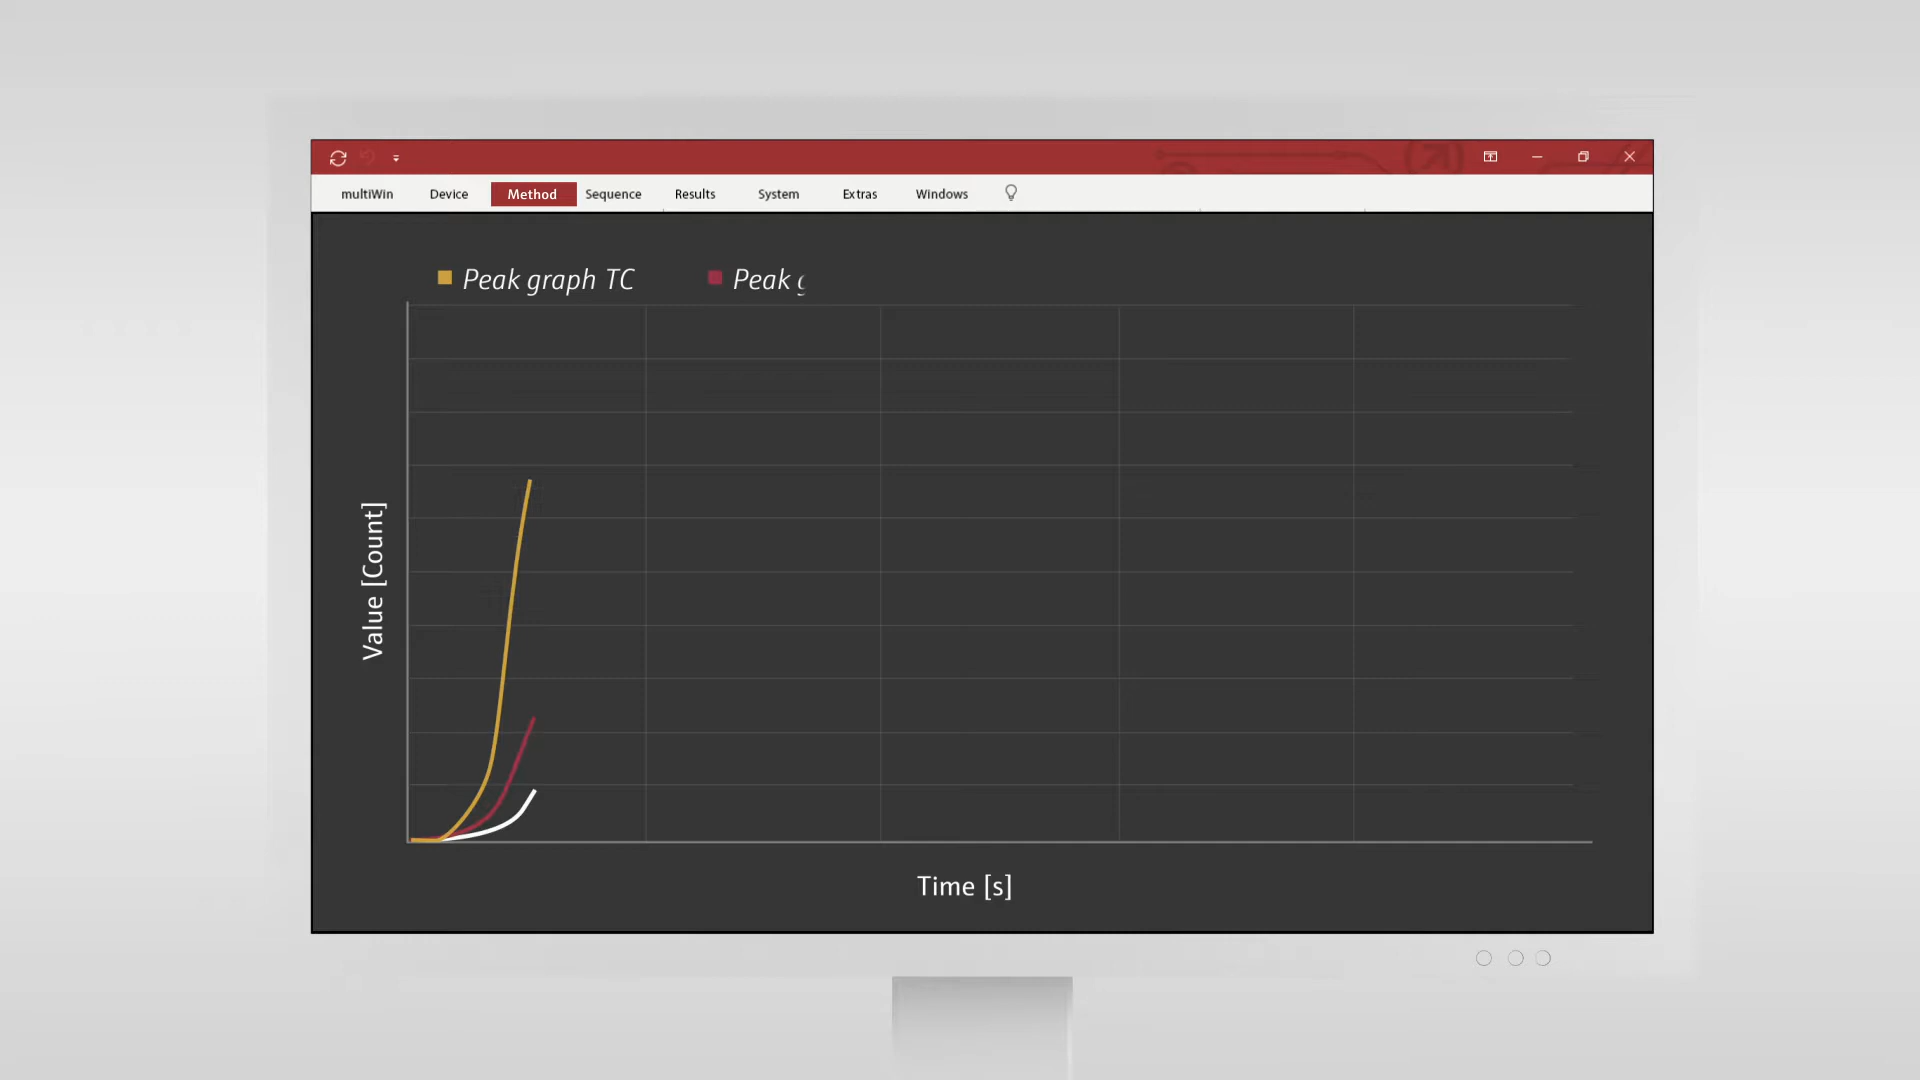 multiWin Device Method Sequence Results System Extras Windows
Peak graph TC Peak
Value [Count]
Time [s]